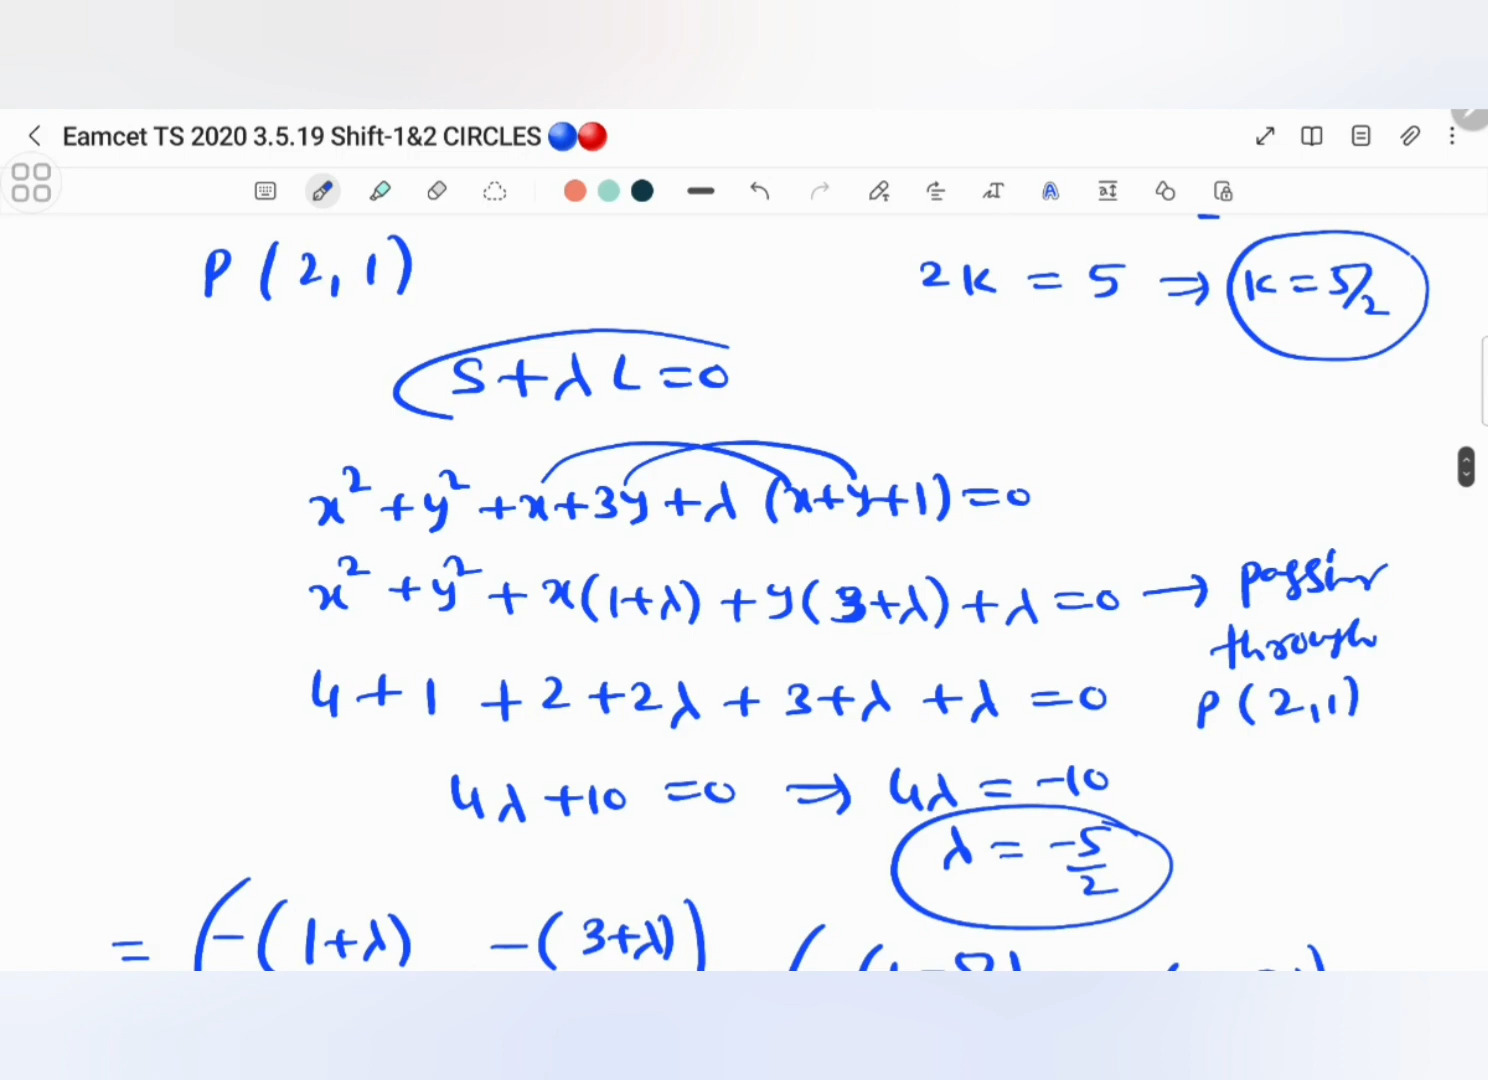 Eamcet TS 2020 3.5.19 Shift-1&2 CIRCLES
P(2,1)
2k = 5 ⇒ k = 5/2
S+λL=0
x²+y²+x+3y+λ(x+y+1)=0
x²+y²+x(1+λ)+y(3+λ)+λ=0 → passing
through
P(2,1)
4+1+2+2λ+3+λ+λ=0
4λ+10=0 ⇒ 4λ=-10
λ = -5/2
= (-(1+λ) -(3+λ))